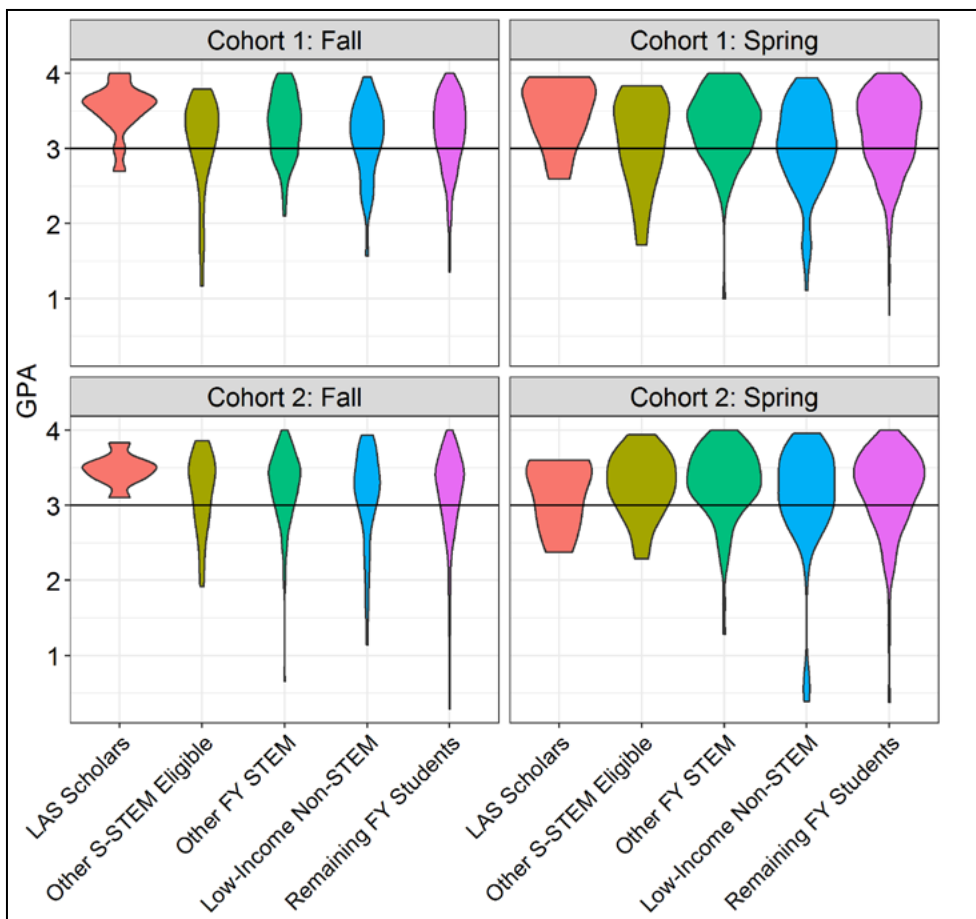 Cohort 1: Fall
Cohort 1: Spring
4
3
2
1
GPA
Cohort 2: Fall
Cohort 2: Spring
4
3
2
1
LAS Scholars
Other S-STEM Eligible
Other FY STEM
Low-Income Non-STEM
Remaining FY Students
LAS Scholars
Other S-STEM Eligible
Other FY STEM
Low-Income Non-STEM
Remaining FY Students